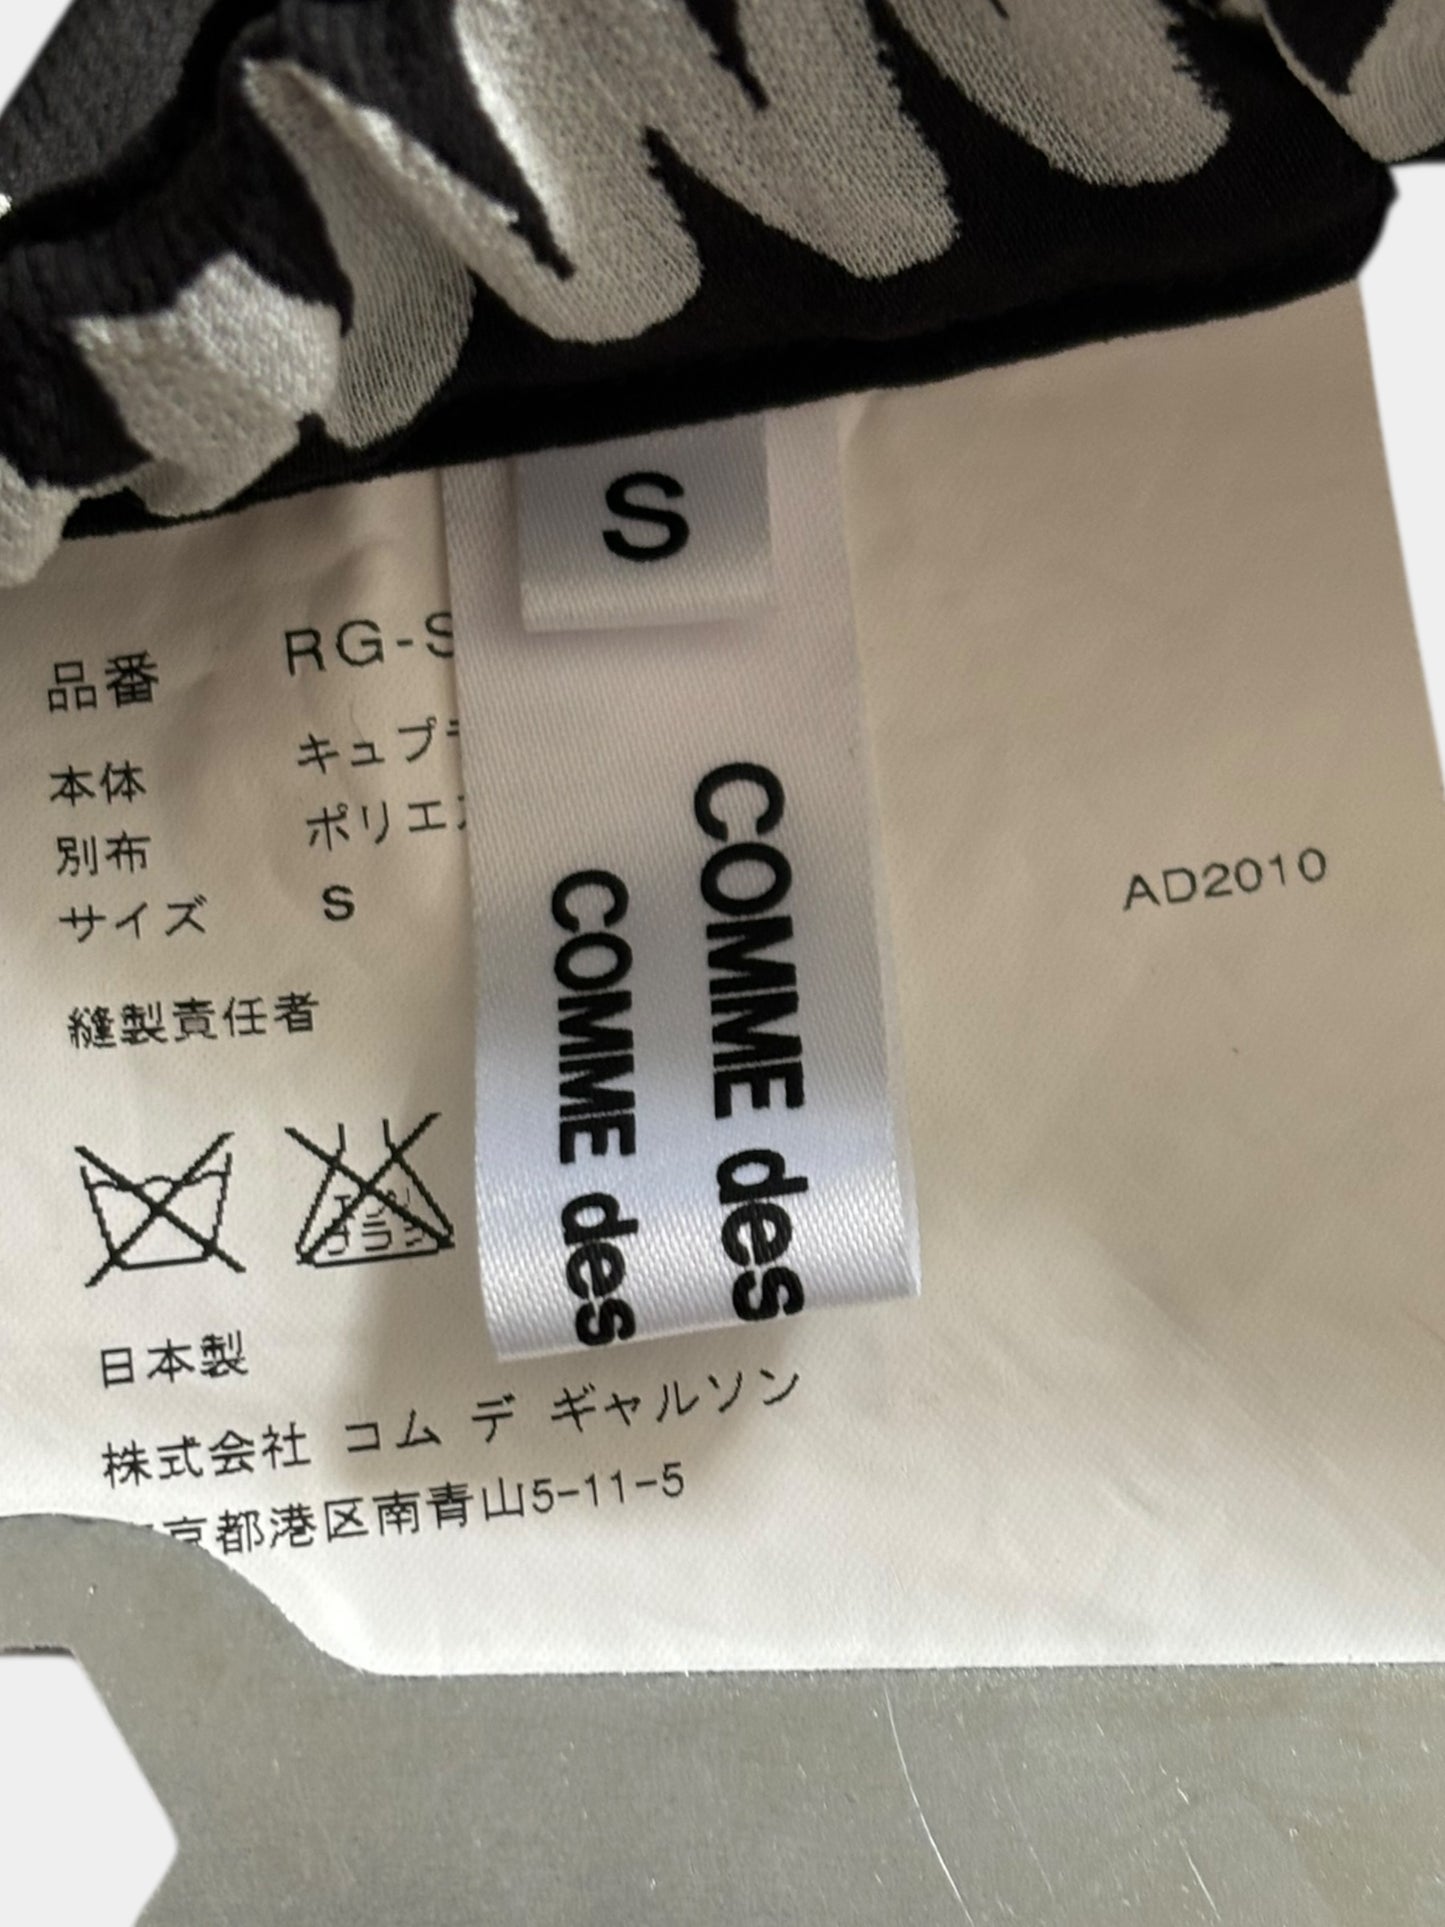 S
品番 RG-S
本体 キュプラ
別布 ポリエス
サイズ S
縫製責任者
COMME des
COMME des
AD2010
日本製
株式会社 コム デ ギャルソン
京都港区南青山5-11-5